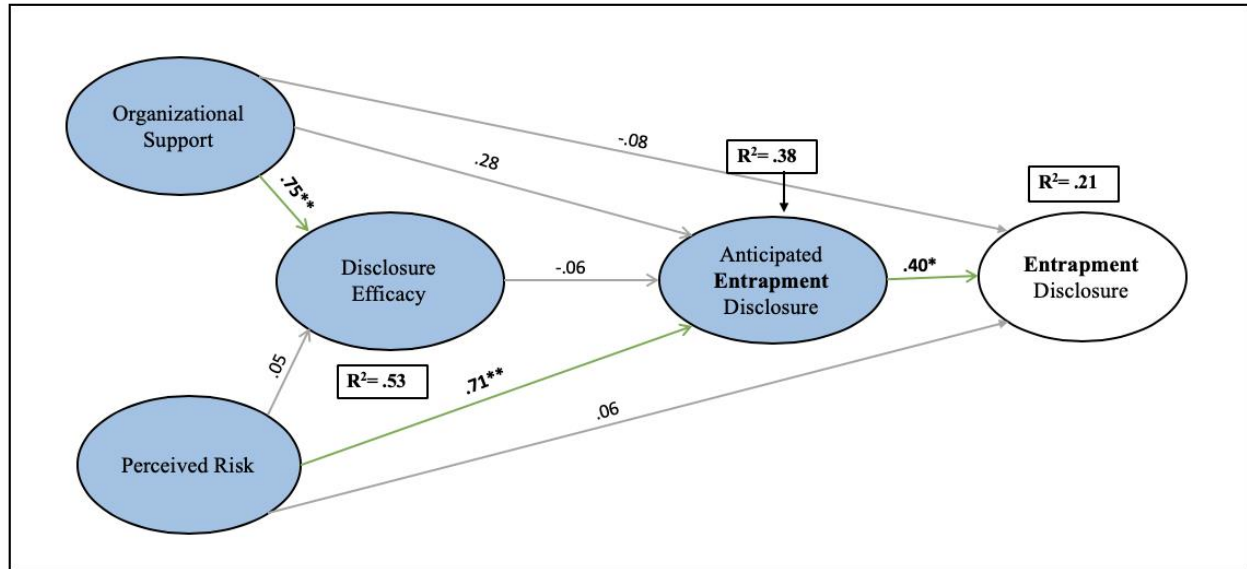 Organizational
Support
-.08
.28
R²= .38
R²= .21
.75**
Disclosure
Efficacy
-.06
Anticipated
Entrapment
Disclosure
.40*
Entrapment
Disclosure
.05
R²= .53
.71**
.06
Perceived Risk